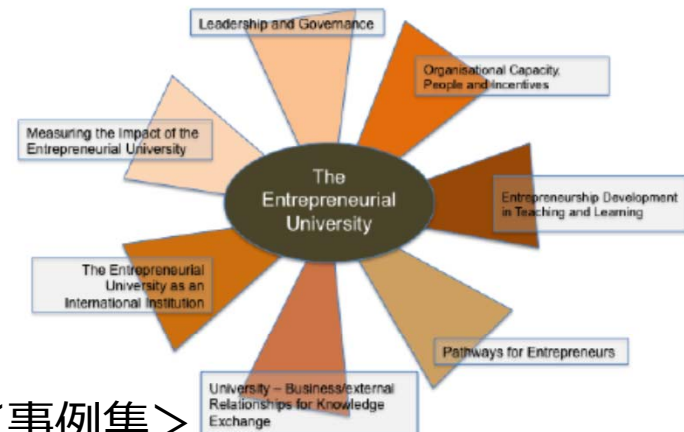 Leadership and Governance
Organisational Capacity,
People and Incentives
Measuring the Impact of the
Entrepreneurial University
The
Entrepreneurial
University
Entrepreneurship Development
in Teaching and Learning
The Entrepreneurial
University as an
International Institution
Pathways for Entrepreneurs
University – Business/external
Relationships for Knowledge
Exchange
事例集＞